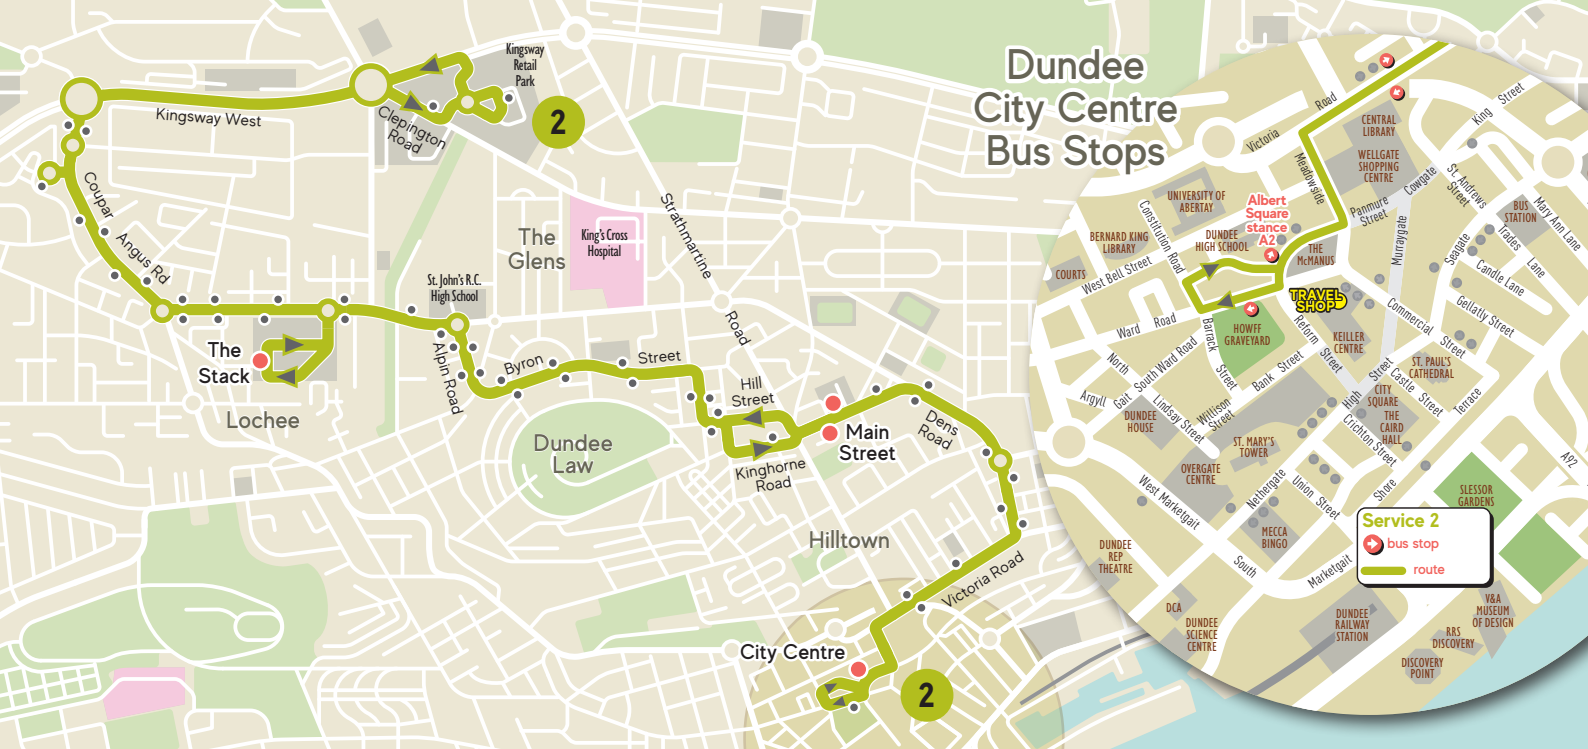 Dundee
City Centre
Bus Stops
Kingsway
Retail
Park
2
Kingsway West
Clepington
Road
Coupar
Angus Rd
The
Glens
King's Cross
Hospital
Strathmartine
Road
St. John's R.C.
High School
The
Stack
Lochee
Alpin Road
Byron
Street
Hill
Street
Dundee
Law
Kinghorne
Road
Main
Street
Dens
Road
Hilltown
Victoria Road
City Centre
2
Victoria
Road
King
Street
CENTRAL
LIBRARY
WELLGATE
SHOPPING
CENTRE
Meadowside
Cowgate
St. Andrews
Street
Mary Ann Lane
BUS
STATION
Trades
Lane
Panmure
Street
Murraygate
Seagate
Candle Lane
Gellatly Street
UNIVERSITY OF
ABERTAY
Albert
Square
stance
A2
Constitution Road
DUNDEE
HIGH SCHOOL
BERNARD KING
LIBRARY
COURTS
West Bell Street
THE
McMANUS
TRAVEL
SHOP
Ward
Road
Barrack
Street
HOWFF
GRAVEYARD
Reform
Street
KEILLER
CENTRE
Commercial
Street
ST. PAUL'S
CATHEDRAL
North
Gait
South Ward Road
Bank Street
Argyll
Lindsay Street
Willison
Street
High
Street
CITY
SQUARE
Castle
Street
Terrace
DUNDEE
HOUSE
THE
CAIRD
HALL
Crichton Street
ST. MARY'S
TOWER
OVERGATE
CENTRE
Nethergate
Union
Street
Shore
A92
West Marketgait
SLESSOR
GARDENS
MECCA
BINGO
DUNDEE
REP
THEATRE
South
Marketgait
Service 2
bus stop
route
DCA
DUNDEE
SCIENCE
CENTRE
DUNDEE
RAILWAY
STATION
V&A
MUSEUM
OF DESIGN
RRS
DISCOVERY
DISCOVERY
POINT